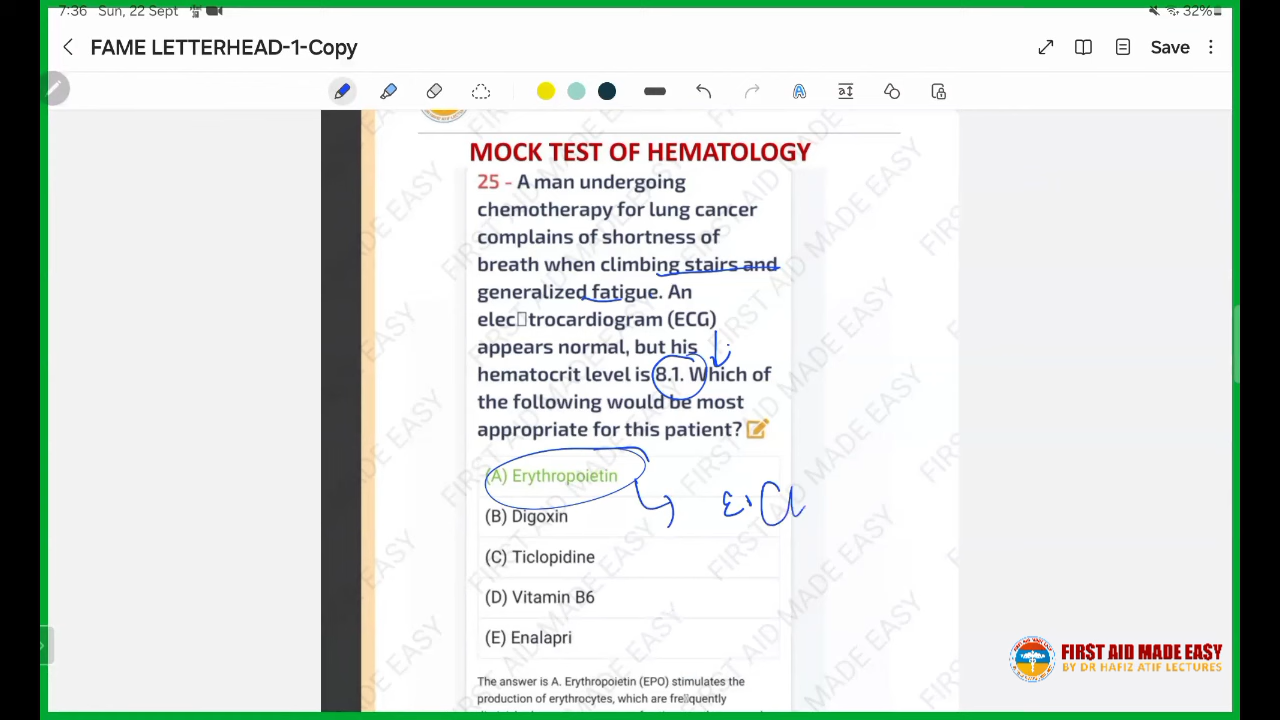 7:36 Sun, 22 Sept 32%
FAME LETTERHEAD-1-Copy Save
MOCK TEST OF HEMATOLOGY
25 - A man undergoing
chemotherapy for lung cancer
complains of shortness of
breath when climbing stairs and
generalized fatigue. An
elec□trocardiogram (ECG)
appears normal, but his
hematocrit level is 8.1. Which of
the following would be most
appropriate for this patient?
(A) Erythropoietin
(B) Digoxin
(C) Ticlopidine
(D) Vitamin B6
(E) Enalapri
The answer is A. Erythropoietin (EPO) stimulates the
production of erythrocytes, which are fre□quently
FIRST AID MADE EASY
BY DR HAFIZ ATIF LECTURES
FIRST AID MADE EASY